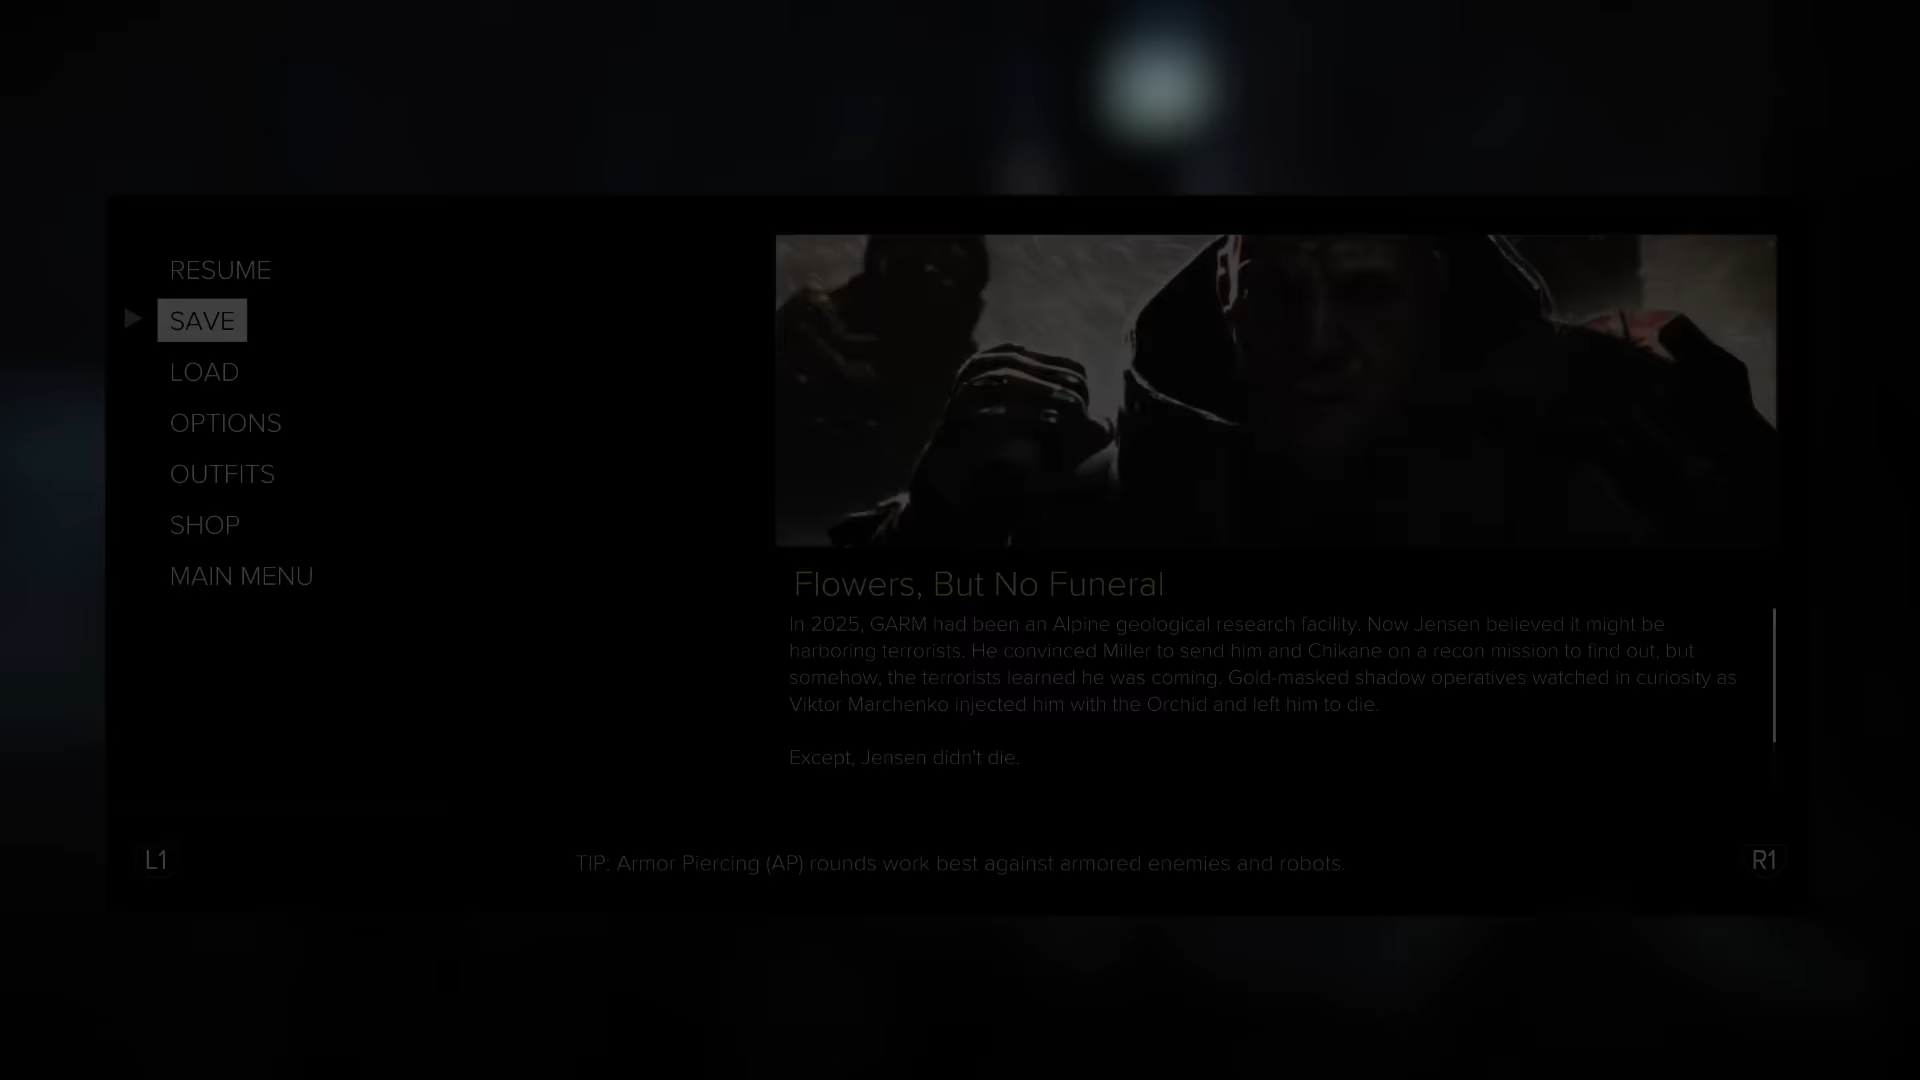 RESUME
SAVE
LOAD
OPTIONS
OUTFITS
SHOP
MAIN MENU
Flowers, But No Funeral
In 2025, GARM had been an Alpine geological research facility. Now Jensen believed it might be
harboring terrorists. He convinced Miller to send him and Chikane on a recon mission to find out, but
somehow, the terrorists learned he was coming. Gold-masked shadow operatives watched in curiosity as
Viktor Marchenko injected him with the Orchid and left him to die.
Except, Jensen didn't die.
L1
TIP: Armor Piercing (AP) rounds work best against armored enemies and robots.
R1